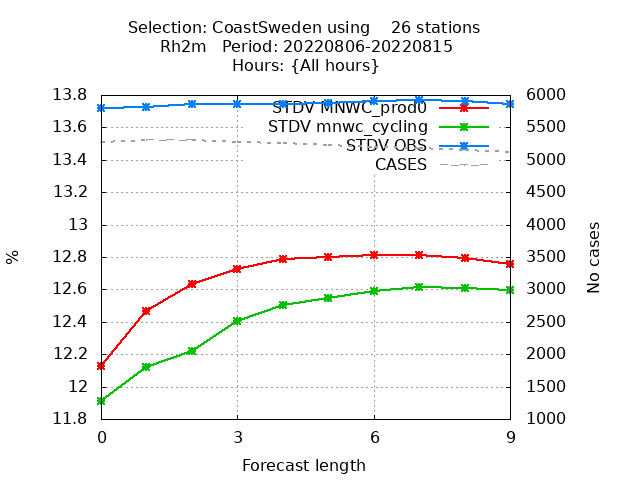 Selection: CoastSweden using    26 stations
Rh2m   Period: 20220806-20220815
Hours: {All hours}
STDV MNWC_prod0
STDV mnwc_cycling
STDV OBS
CASES
13.8
13.6
13.4
13.2
13
12.8
12.6
12.4
12.2
12
11.8
%
6000
5500
5000
4500
4000
3500
3000
2500
2000
1500
1000
No cases
0 3 6 9
Forecast length